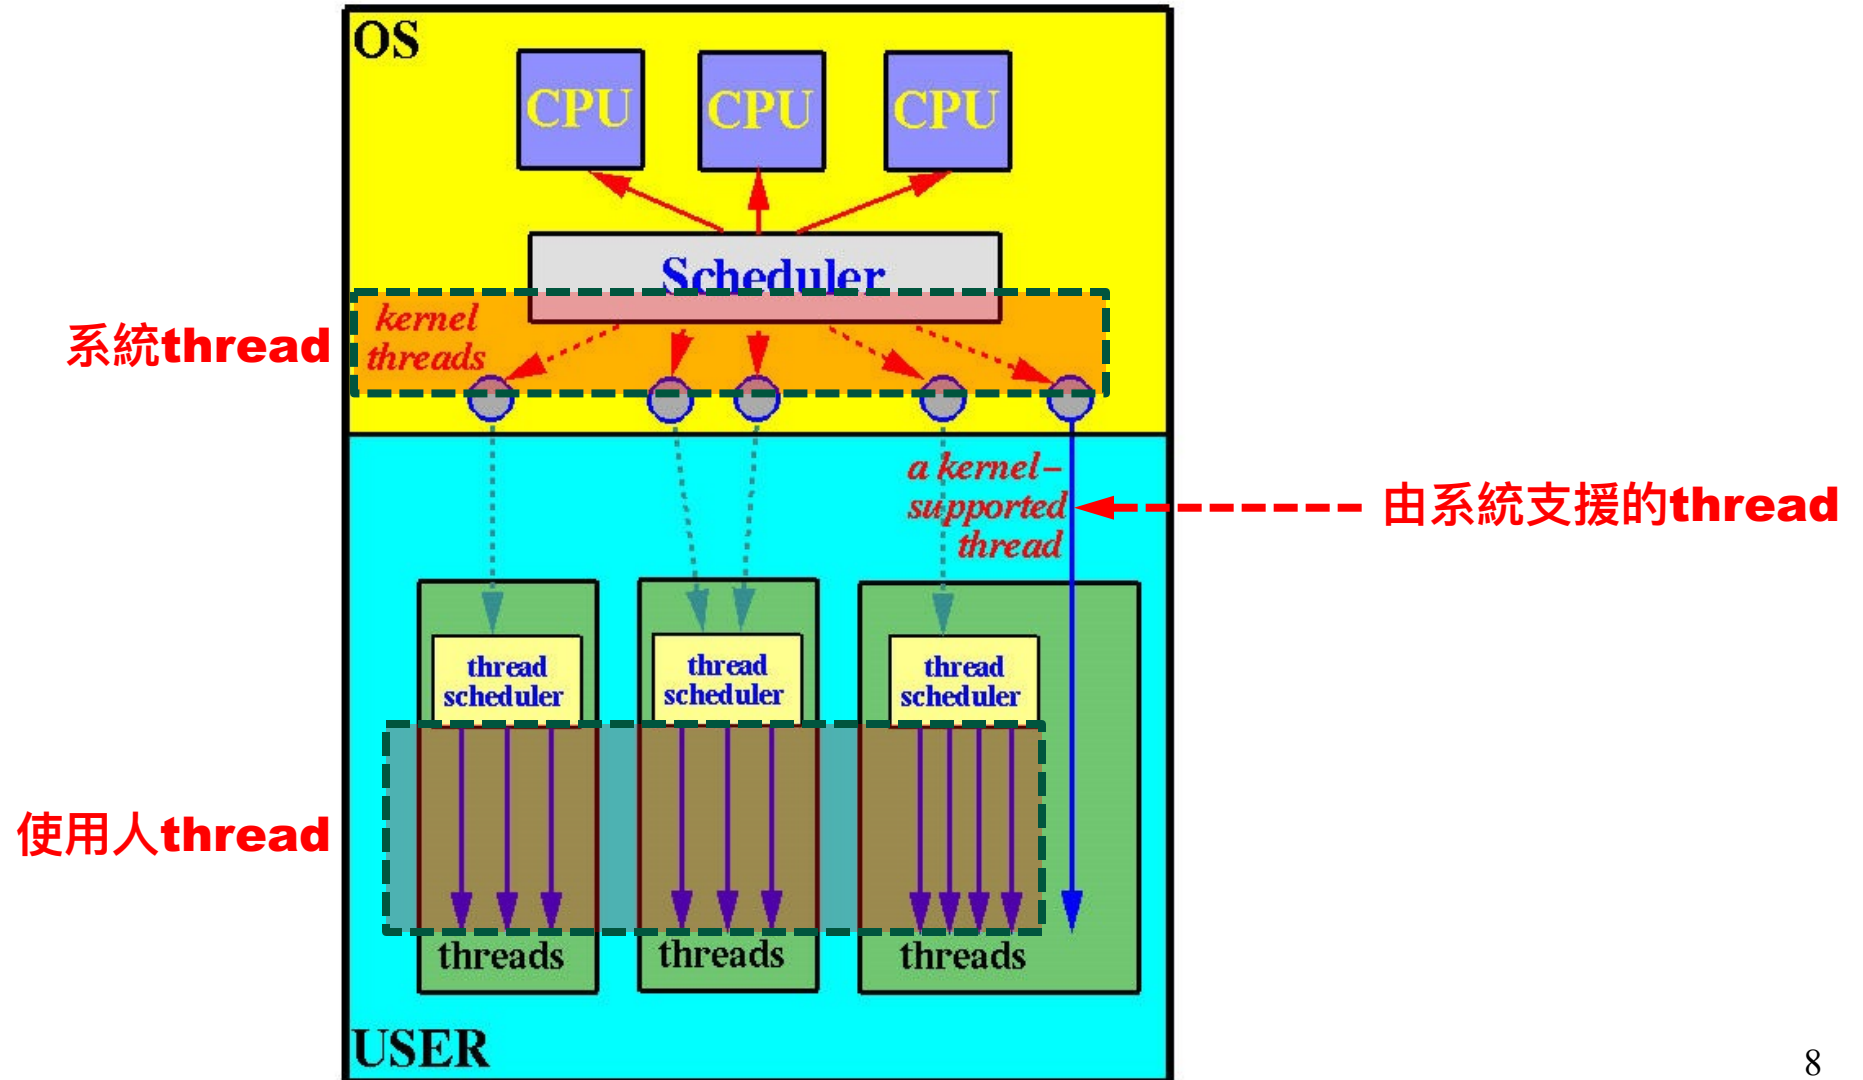 OS
CPU
CPU
CPU
Scheduler
系統thread
kernel
threads
a kernel-
supported
thread
由系統支援的thread
thread
scheduler
thread
scheduler
thread
scheduler
使用人thread
threads
threads
threads
USER
8